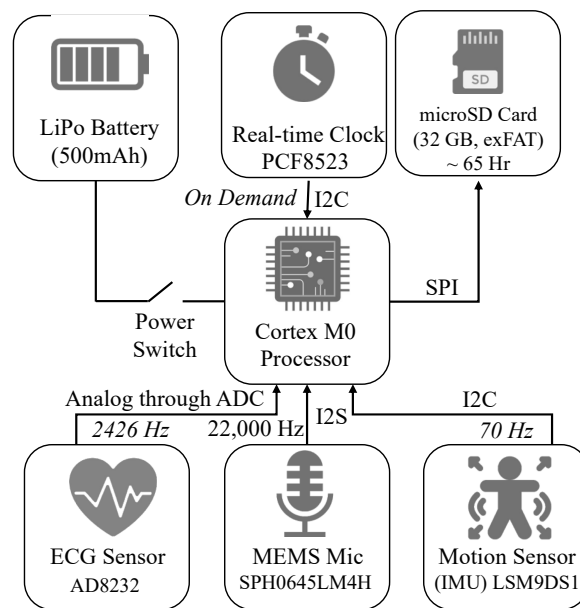 LiPo Battery
(500mAh)
Real-time Clock
PCF8523
SD
microSD Card
(32 GB, exFAT)
~ 65 Hr
On Demand
I2C
Power
Switch
Cortex M0
Processor
SPI
Analog through ADC
2426 Hz
22,000 Hz
I2S
I2C
70 Hz
ECG Sensor
AD8232
MEMS Mic
SPH0645LM4H
Motion Sensor
(IMU) LSM9DS1